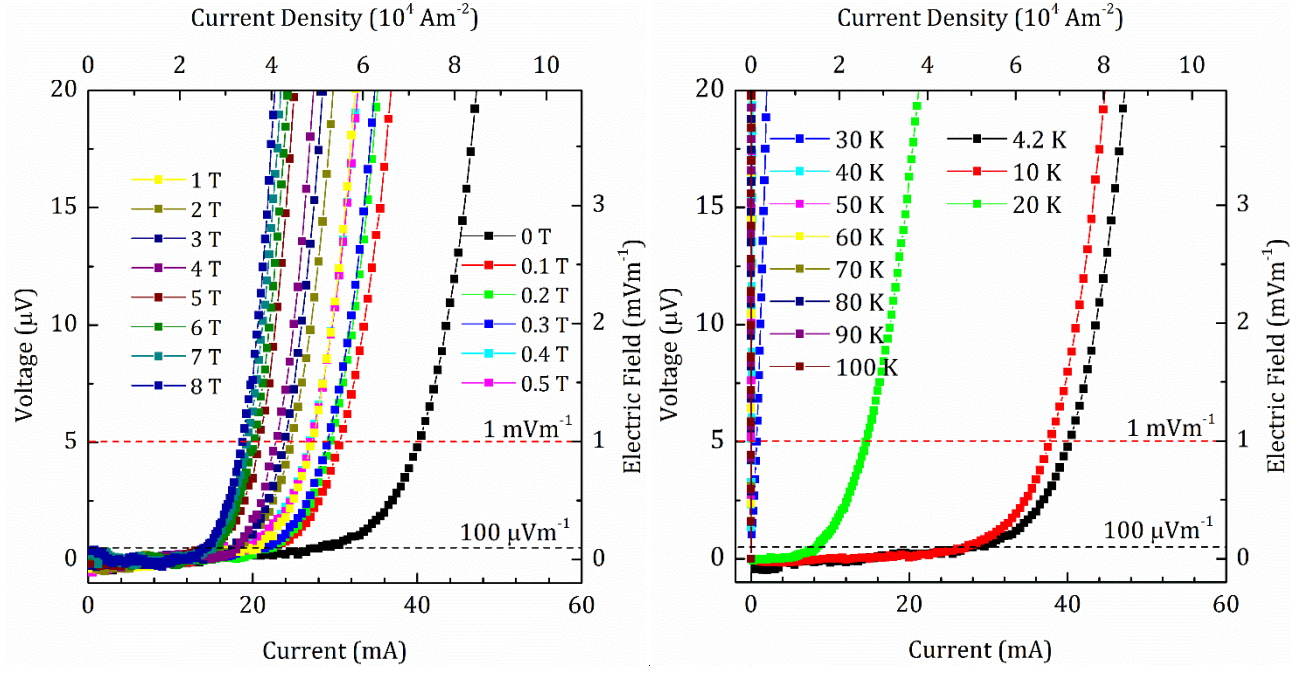 Current Density (10⁴ Am⁻²)
0 2 4 6 8 10
20
15
10
5
0
Voltage (µV)
1 T
2 T
3 T
4 T
5 T
6 T
7 T
8 T
0 T
0.1 T
0.2 T
0.3 T
0.4 T
0.5 T
1 mVm⁻¹
100 µVm⁻¹
3
2
1
0
Electric Field (mVm⁻¹)
0 20 40 60
Current (mA)
Current Density (10⁴ Am⁻²)
0 2 4 6 8 10
20
15
10
5
0
Voltage (µV)
30 K
40 K
50 K
60 K
70 K
80 K
90 K
100 K
4.2 K
10 K
20 K
1 mVm⁻¹
100 µVm⁻¹
3
2
1
0
Electric Field (mVm⁻¹)
0 20 40 60
Current (mA)